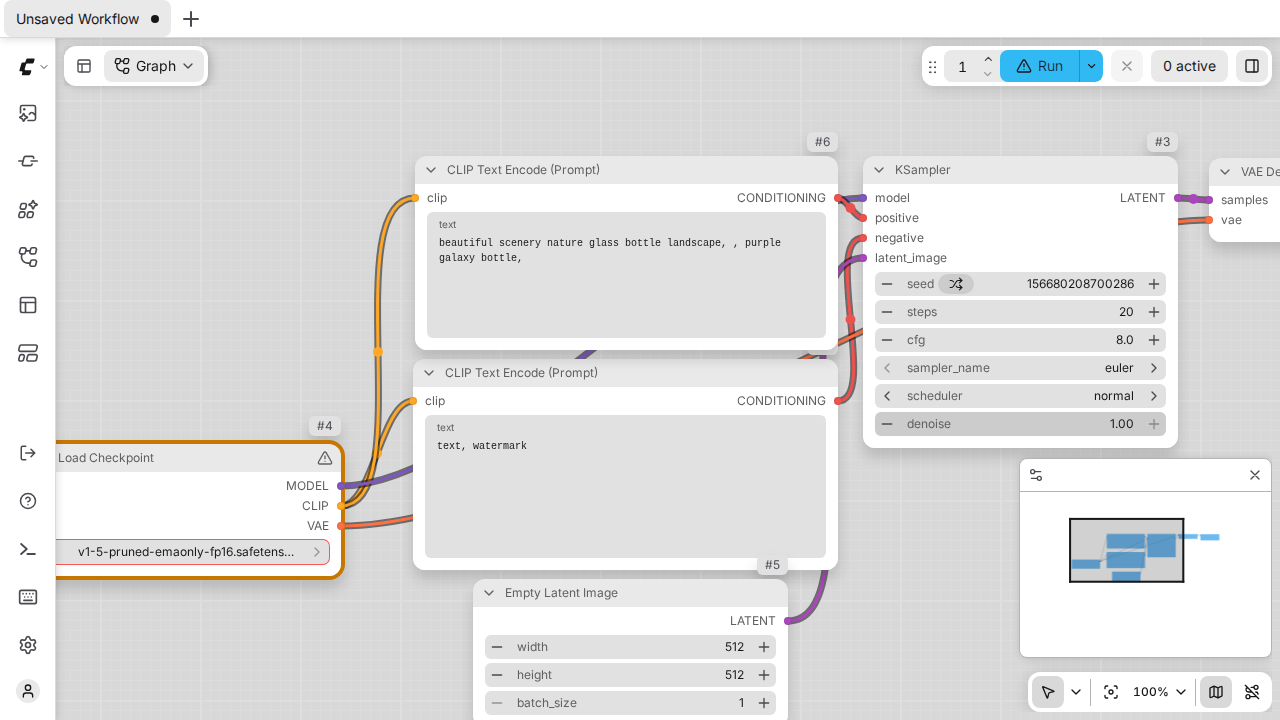 Unsaved Workflow
Graph
1
Run
0 active
#6
CLIP Text Encode (Prompt)
clip
CONDITIONING
text
beautiful scenery nature glass bottle landscape, , purple
galaxy bottle,
#3
KSampler
model
LATENT
positive
negative
latent_image
seed
156680208700286
steps
20
cfg
8.0
sampler_name
euler
scheduler
normal
denoise
1.00
VAE De
samples
vae
CLIP Text Encode (Prompt)
clip
CONDITIONING
text
text, watermark
#4
Load Checkpoint
MODEL
CLIP
VAE
v1-5-pruned-emaonly-fp16.safetens...
#5
Empty Latent Image
LATENT
width
512
height
512
batch_size
1
100%